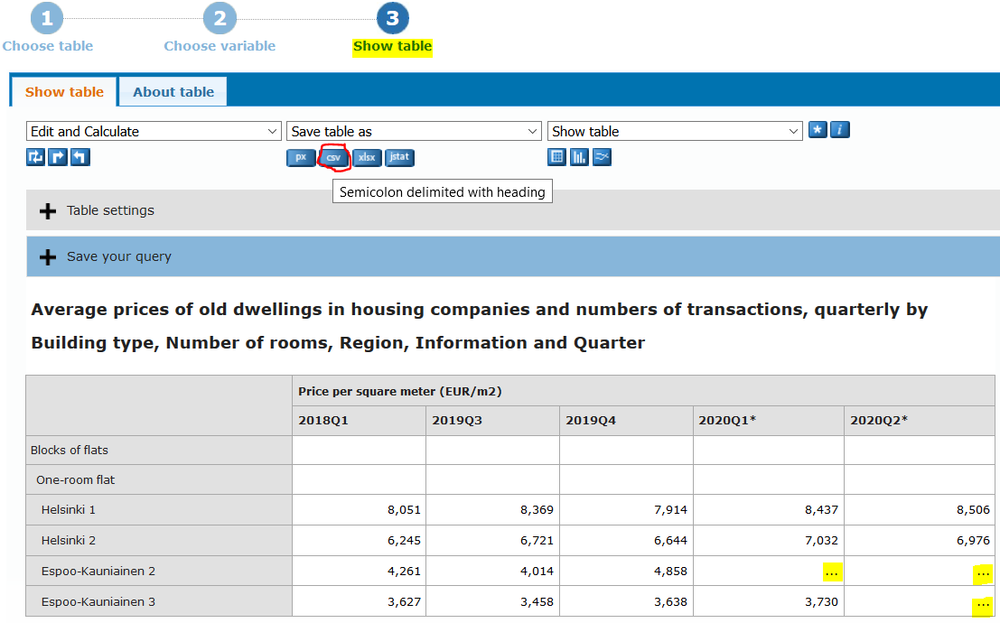 1 2 3
Choose table Choose variable Show table
Show table About table
Edit and Calculate Save table as Show table * i
px csv xlsx jstat
Semicolon delimited with heading
+ Table settings
+ Save your query
Average prices of old dwellings in housing companies and numbers of transactions, quarterly by
Building type, Number of rooms, Region, Information and Quarter
Price per square meter (EUR/m2)
2018Q1 2019Q3 2019Q4 2020Q1* 2020Q2*
Blocks of flats
One-room flat
Helsinki 1 8,051 8,369 7,914 8,437 8,506
Helsinki 2 6,245 6,721 6,644 7,032 6,976
Espoo-Kauniainen 2 4,261 4,014 4,858 ... ...
Espoo-Kauniainen 3 3,627 3,458 3,638 3,730 ...